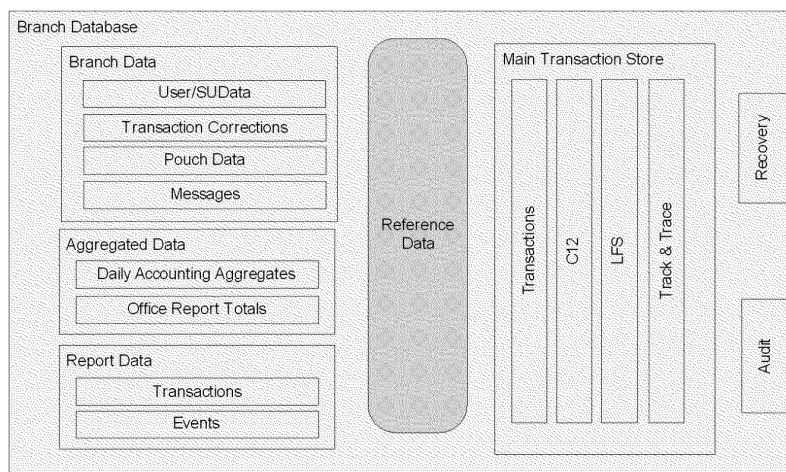 Branch Database
Branch Data
User/SUData
Transaction Corrections
Pouch Data
Messages
Aggregated Data
Daily Accounting Aggregates
Office Report Totals
Report Data
Transactions
Events
Reference
Data
Main Transaction Store
Transactions
C12
LFS
Track & Trace
Recovery
Audit